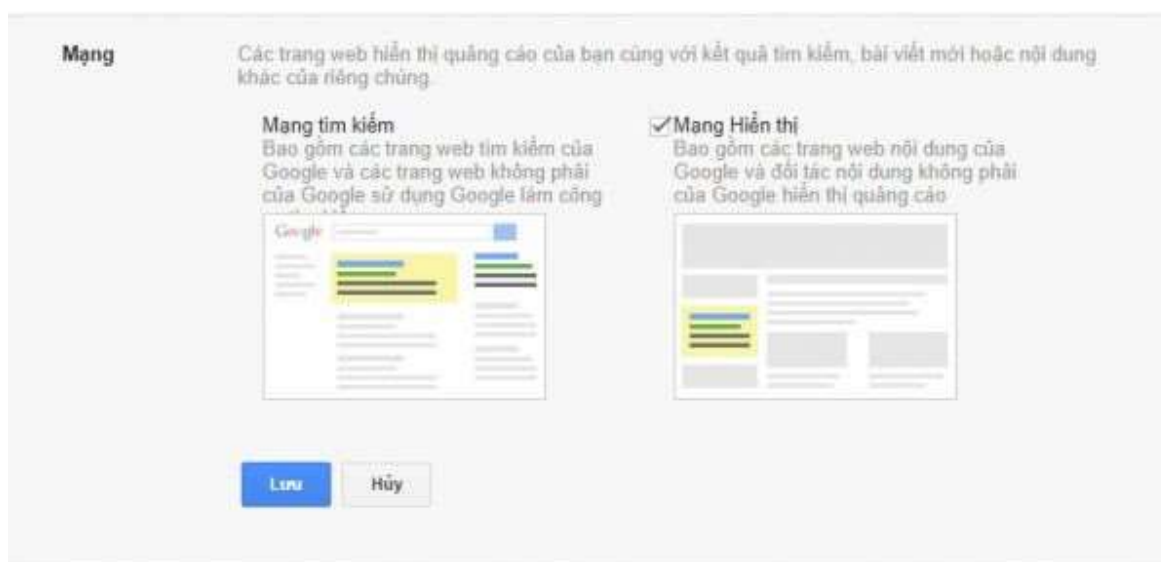 Mạng
Các trang web hiển thị quảng cáo của bạn cùng với kết quả tìm kiếm, bài viết mới hoặc nội dung
khác của riêng chúng.
Mạng tìm kiếm
Bao gồm các trang web tìm kiếm của
Google và các trang web không phải
của Google sử dụng Google làm công
Mạng Hiển thị
Bao gồm các trang web nội dung của
Google và đối tác nội dung không phải
của Google hiển thị quảng cáo
Google
Lưu
Hủy